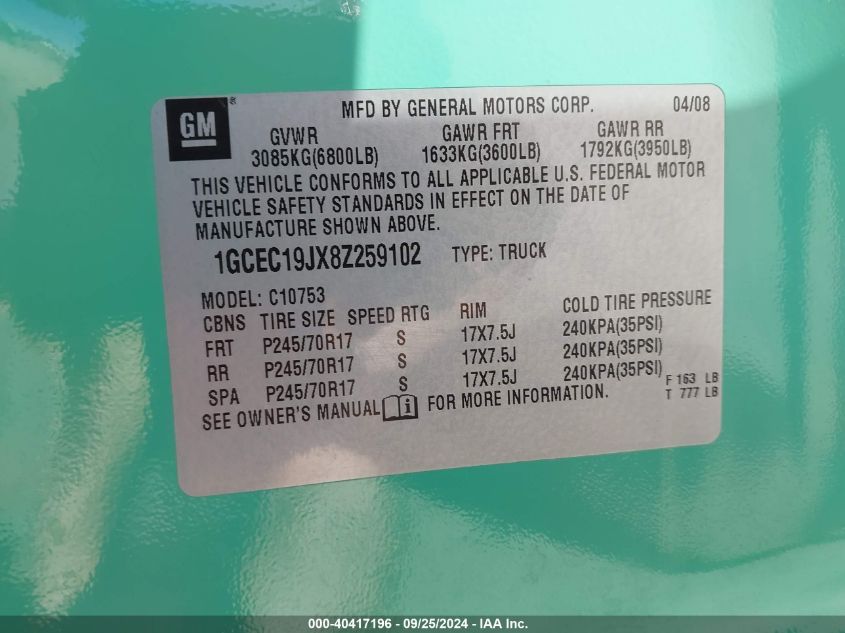 GM ® MFD BY GENERAL MOTORS CORP. 04/08
GVWR GAWR FRT GAWR RR
3085KG(6800LB) 1633KG(3600LB) 1792KG(3950LB)
THIS VEHICLE CONFORMS TO ALL APPLICABLE U.S. FEDERAL MOTOR
VEHICLE SAFETY STANDARDS IN EFFECT ON THE DATE OF
MANUFACTURE SHOWN ABOVE.
1GCEC19JX8Z259102 TYPE: TRUCK
MODEL: C10753
CBNS TIRE SIZE SPEED RTG RIM COLD TIRE PRESSURE
FRT P245/70R17 S 17X7.5J 240KPA(35PSI)
RR P245/70R17 S 17X7.5J 240KPA(35PSI)
SPA P245/70R17 S 17X7.5J 240KPA(35PSI)
SEE OWNER'S MANUAL i FOR MORE INFORMATION.
F 163 LB
T 777 LB
000-40417196 - 09/25/2024 - IAA Inc.